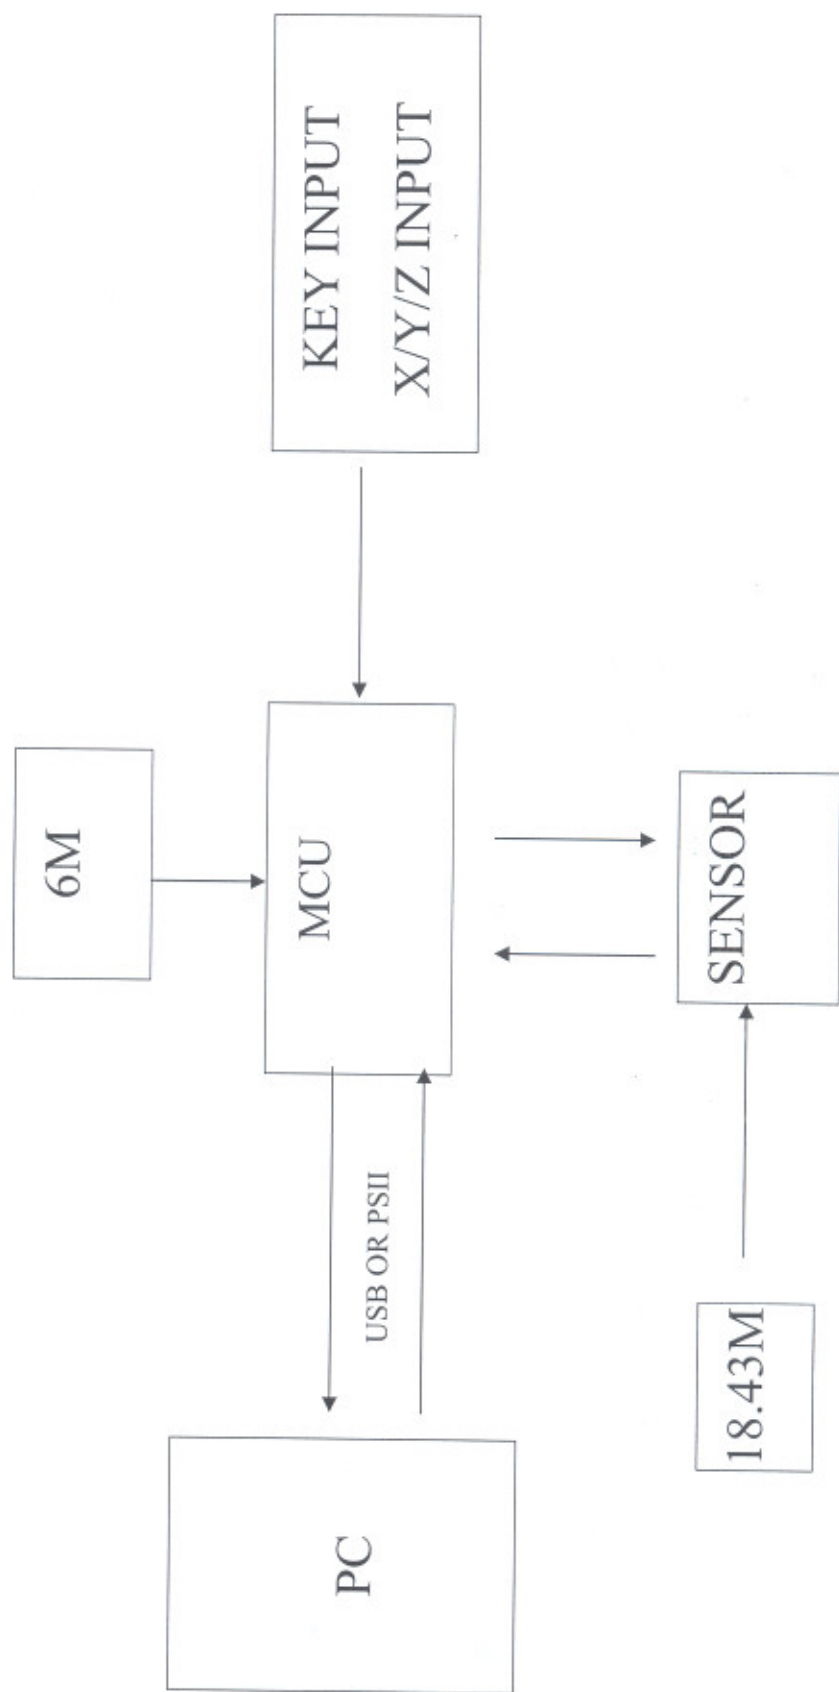 6M
PC
USB OR PSII
MCU
KEY INPUT
X/Y/Z INPUT
18.43M
SENSOR